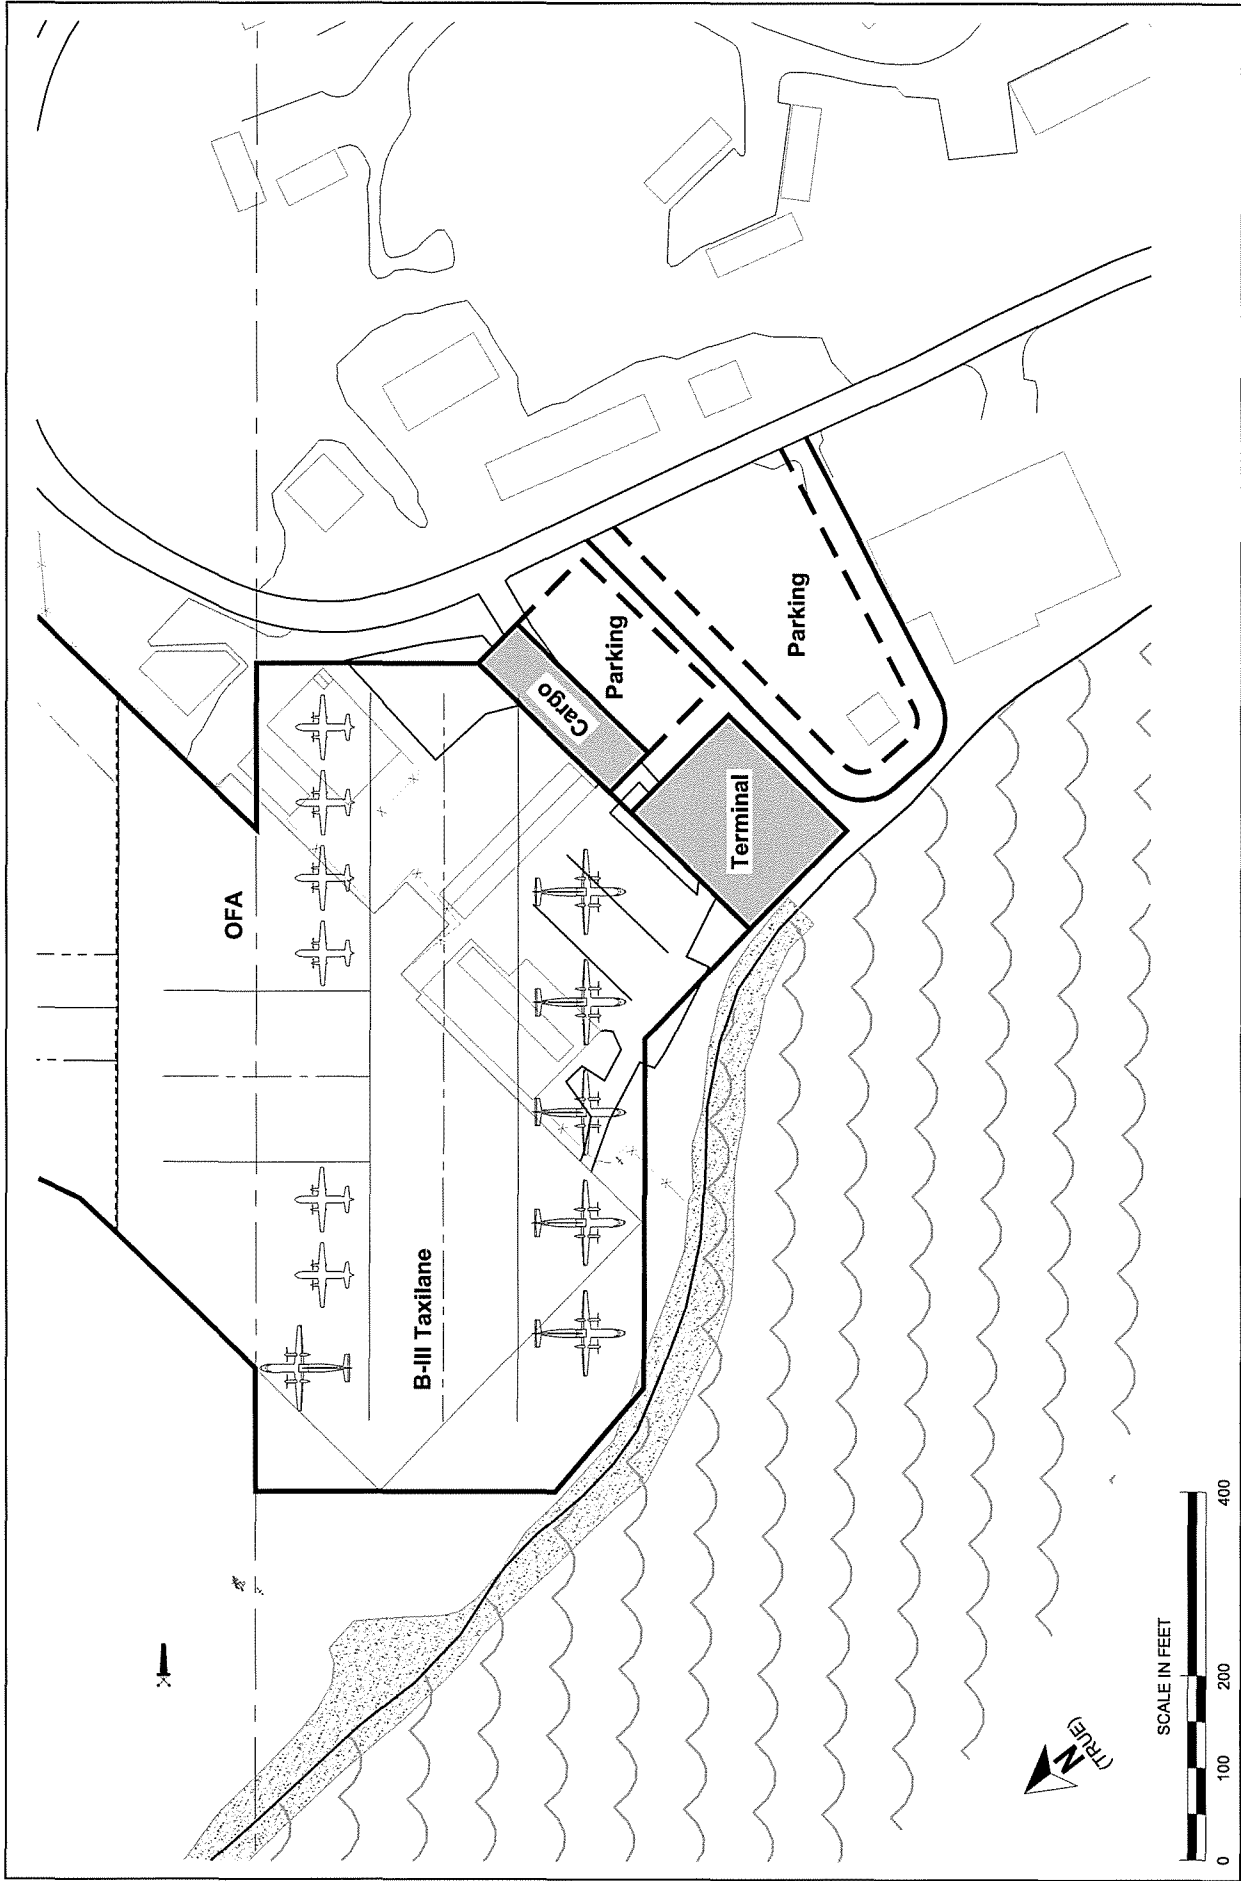 OFA
B-III Taxilane
Cargo
Parking
Parking
Terminal
N
(TRUE)
SCALE IN FEET
0 100 200 400